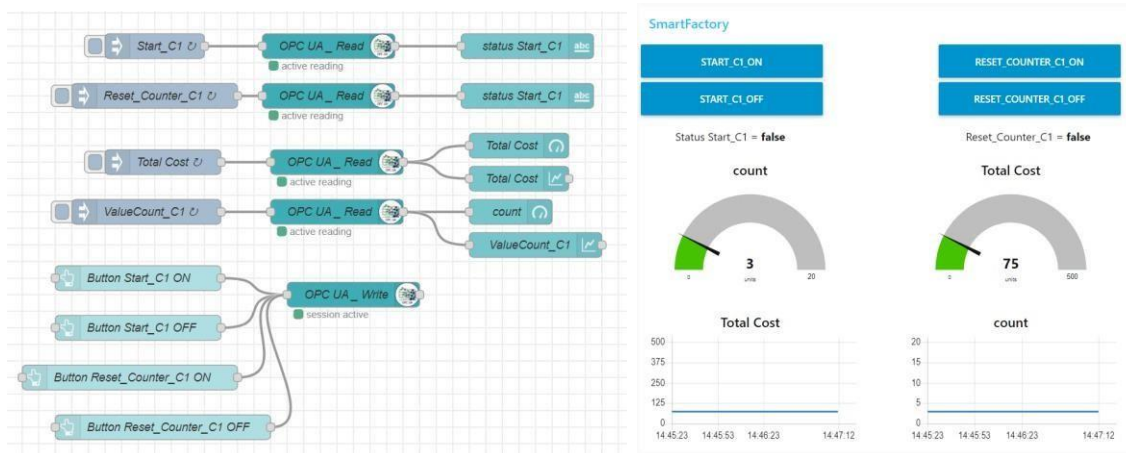 Start_C1 ↻
OPC UA _ Read
status Start_C1
abc
active reading
Reset_Counter_C1 ↻
OPC UA _ Read
status Start_C1
abc
active reading
Total Cost ↻
OPC UA _ Read
Total Cost
Total Cost
active reading
ValueCount_C1 ↻
OPC UA _ Read
count
ValueCount_C1
active reading
Button Start_C1 ON
OPC UA _ Write
session active
Button Start_C1 OFF
Button Reset_Counter_C1 ON
Button Reset_Counter_C1 OFF
SmartFactory
START_C1_ON
RESET_COUNTER_C1_ON
START_C1_OFF
RESET_COUNTER_C1_OFF
Status Start_C1 = false
Reset_Counter_C1 = false
count
Total Cost
3
units
0
20
75
units
0
500
Total Cost
500
375
250
125
0
14:45:23 14:45:53 14:46:23 14:47:12
count
20
15
10
5
0
14:45:23 14:45:53 14:46:23 14:47:12